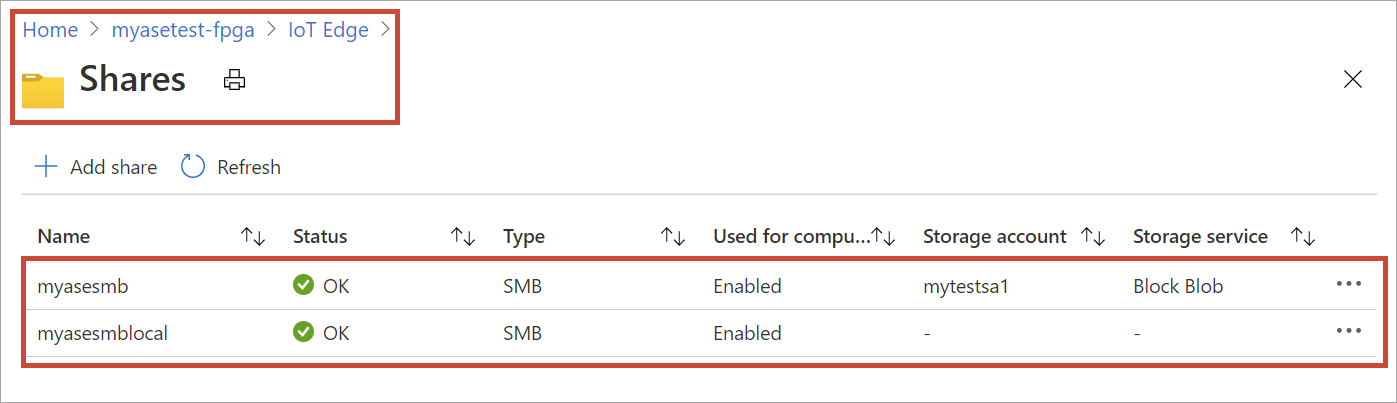 Home > myasetest-fpga > IoT Edge >
Shares
Add share Refresh
Name Status Type Used for compu... Storage account Storage service
myasesmb OK SMB Enabled mytestsa1 Block Blob
myasesmblocal OK SMB Enabled - -